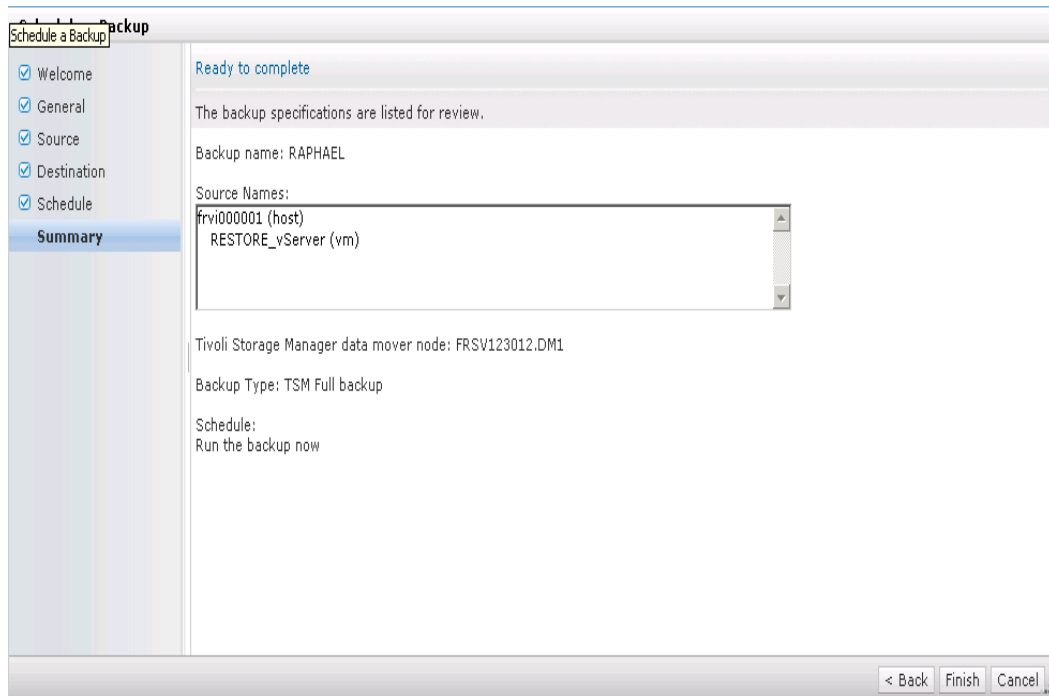 Schedule a Backup
Backup
Welcome
General
Source
Destination
Schedule
Summary
Ready to complete
The backup specifications are listed for review.
Backup name: RAPHAEL
Source Names:
frvi000001 (host)
RESTORE_vServer (vm)
Tivoli Storage Manager data mover node: FRSV123012.DM1
Backup Type: TSM Full backup
Schedule:
Run the backup now
< Back
Finish
Cancel